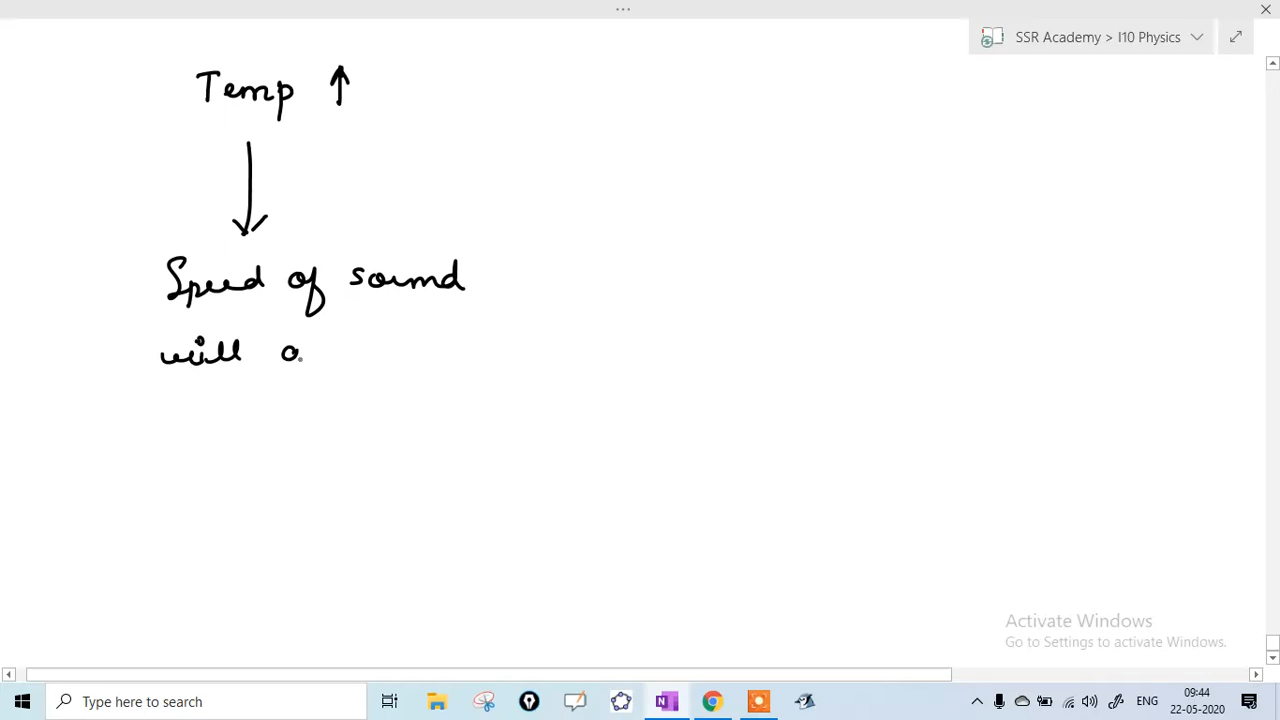 SSR Academy > I10 Physics
Temp ↑
↓
Speed of sound
will a
Activate Windows
Go to Settings to activate Windows.
Type here to search
ENG
09:44
22-05-2020